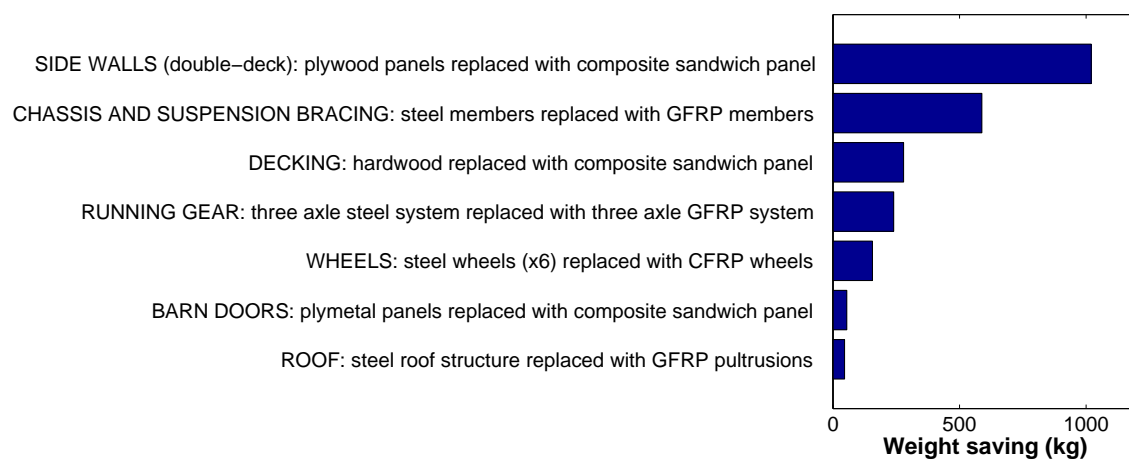 SIDE WALLS (double−deck): plywood panels replaced with composite sandwich panel
CHASSIS AND SUSPENSION BRACING: steel members replaced with GFRP members
DECKING: hardwood replaced with composite sandwich panel
RUNNING GEAR: three axle steel system replaced with three axle GFRP system
WHEELS: steel wheels (x6) replaced with CFRP wheels
BARN DOORS: plymetal panels replaced with composite sandwich panel
ROOF: steel roof structure replaced with GFRP pultrusions
0 500 1000
Weight saving (kg)